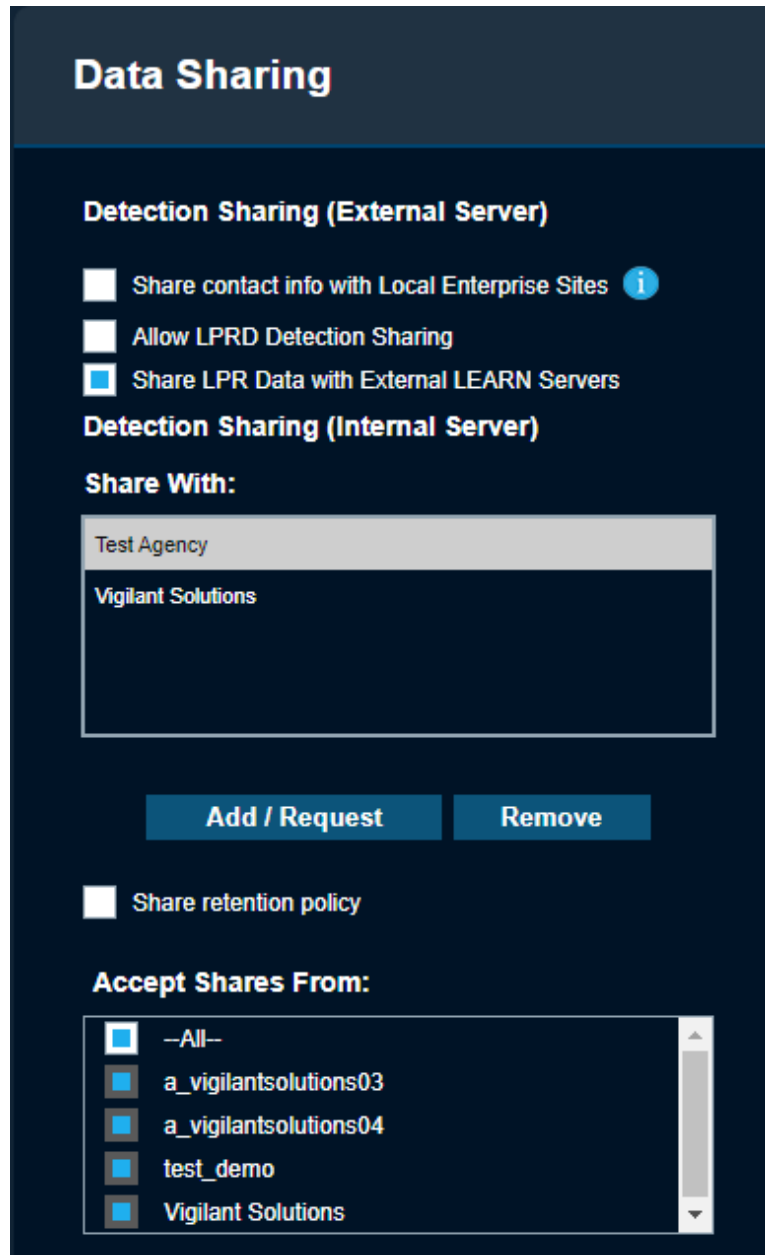 Data Sharing
Detection Sharing (External Server)
Share contact info with Local Enterprise Sites i
Allow LPRD Detection Sharing
Share LPR Data with External LEARN Servers
Detection Sharing (Internal Server)
Share With:
Test Agency
Vigilant Solutions
Add / Request Remove
Share retention policy
Accept Shares From:
--All--
a_vigilantsolutions03
a_vigilantsolutions04
test_demo
Vigilant Solutions